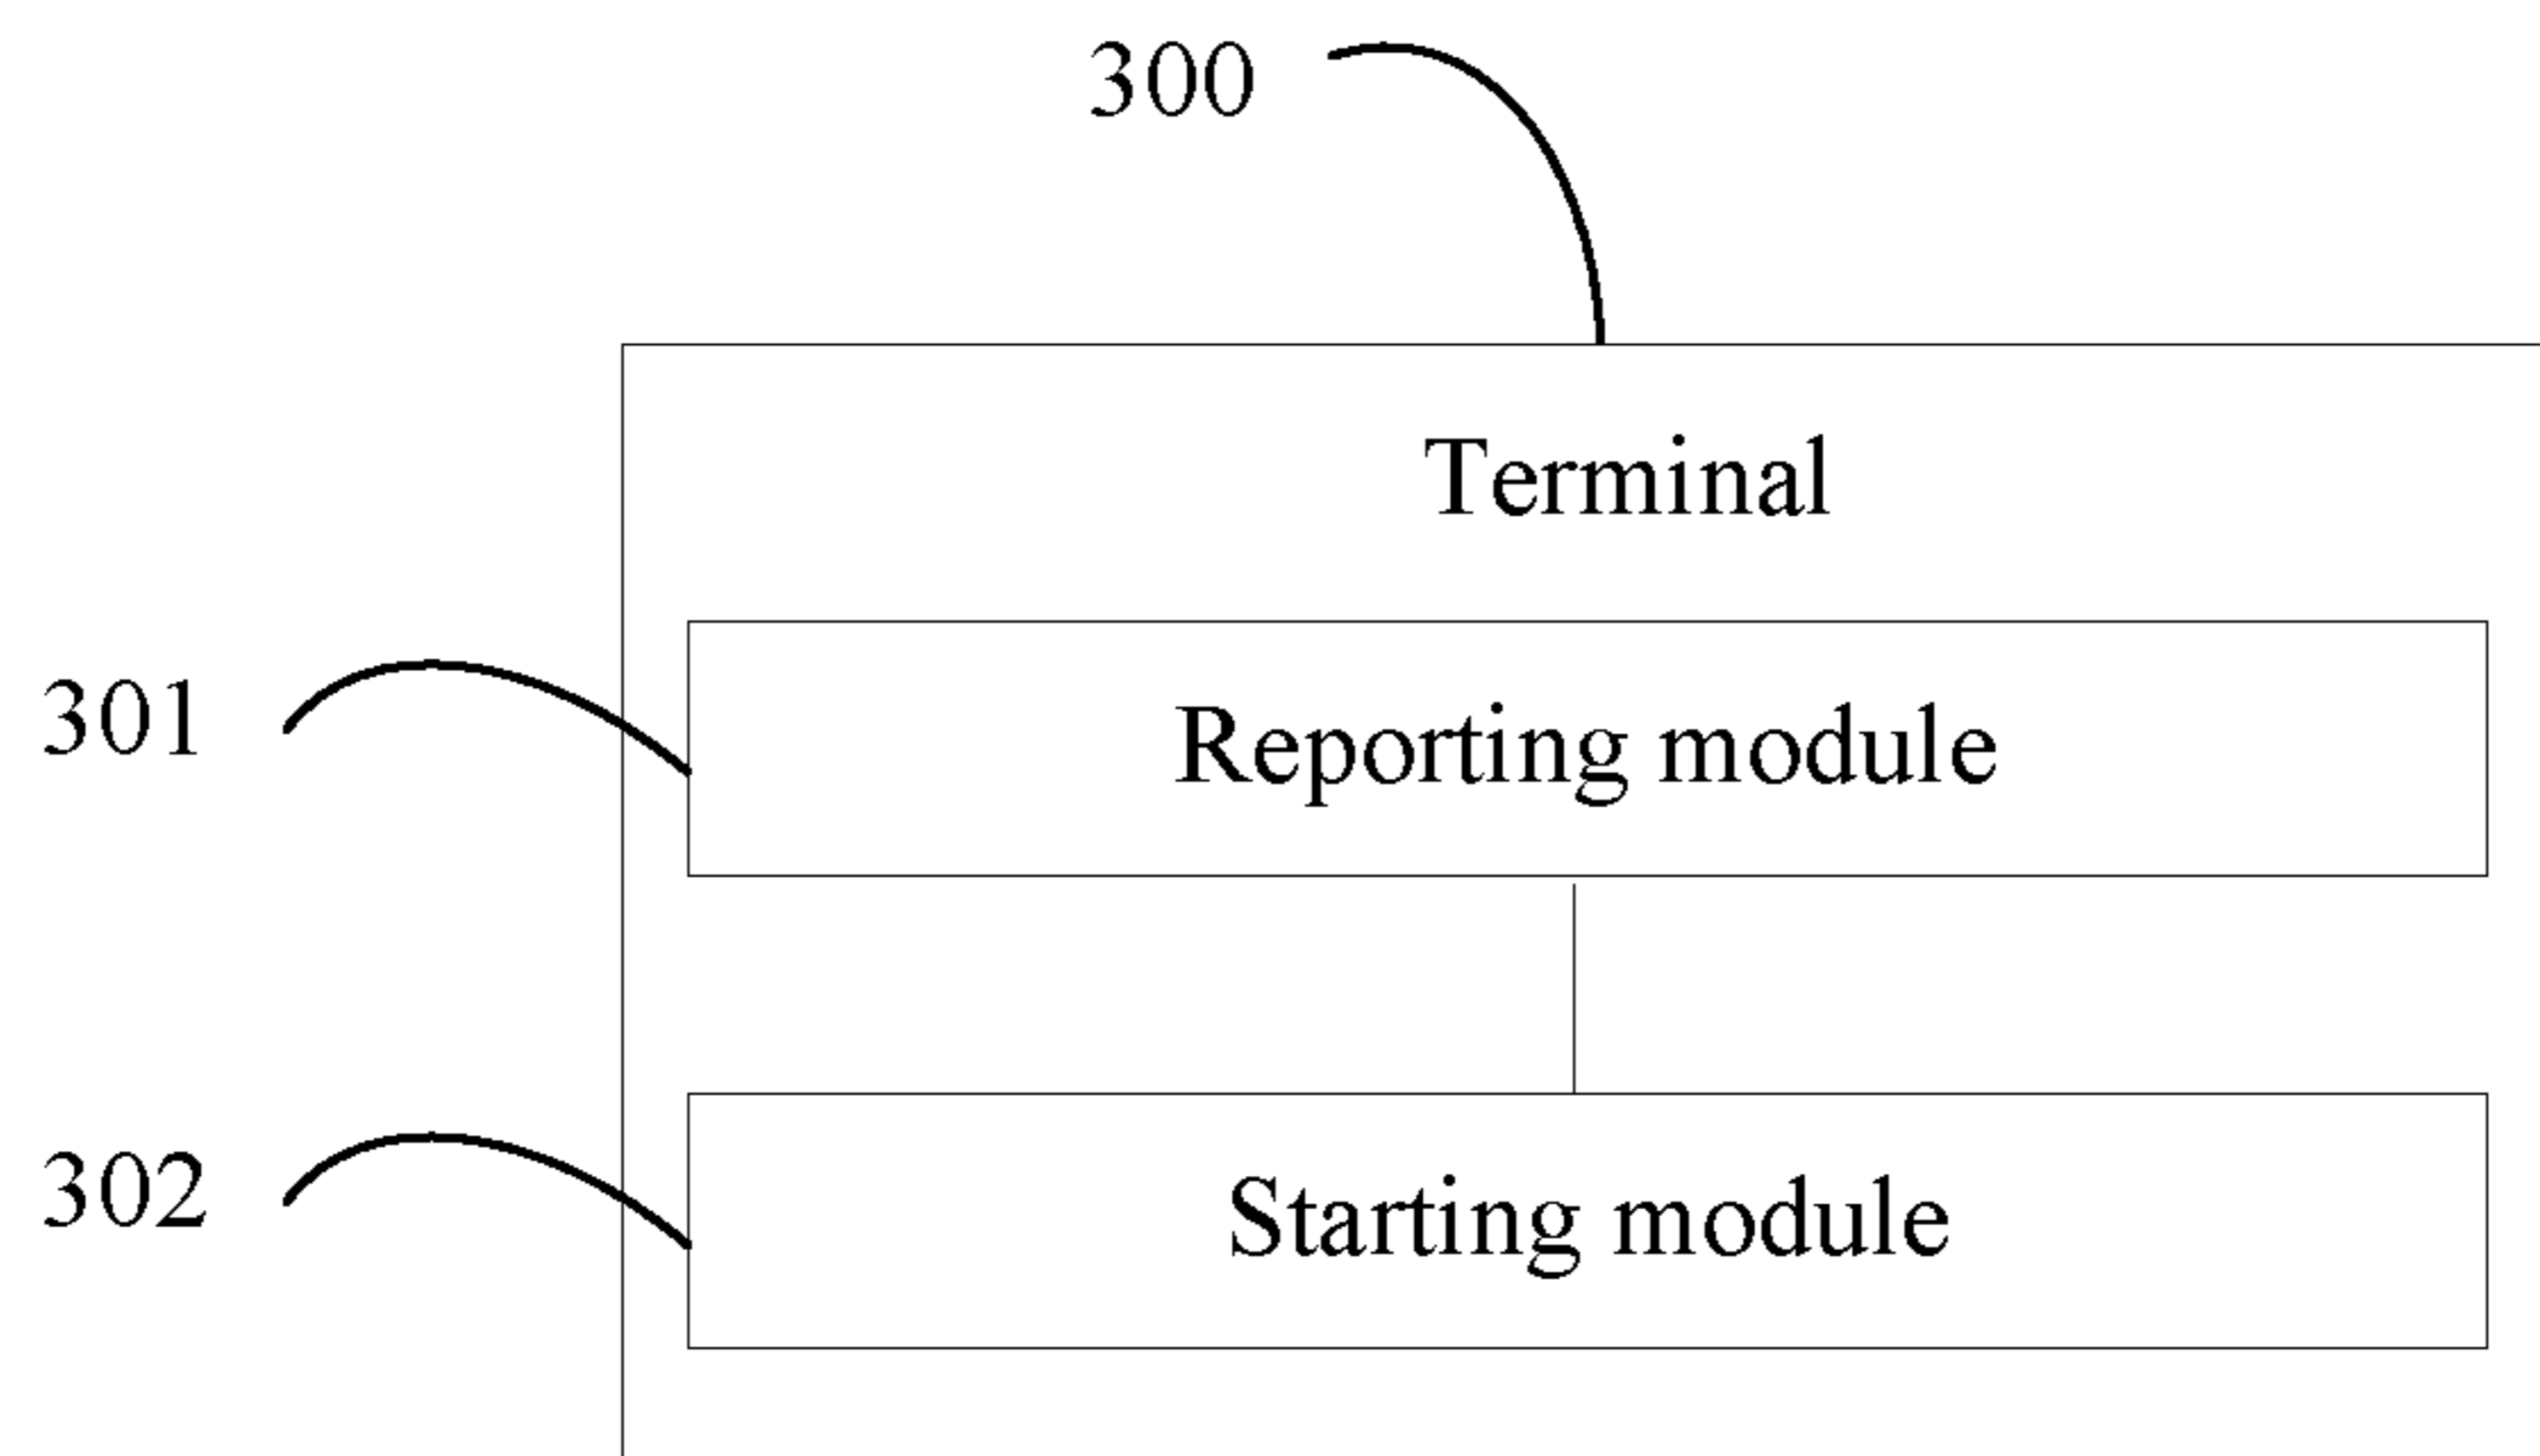 300
Terminal
301
Reporting module
302
Starting module